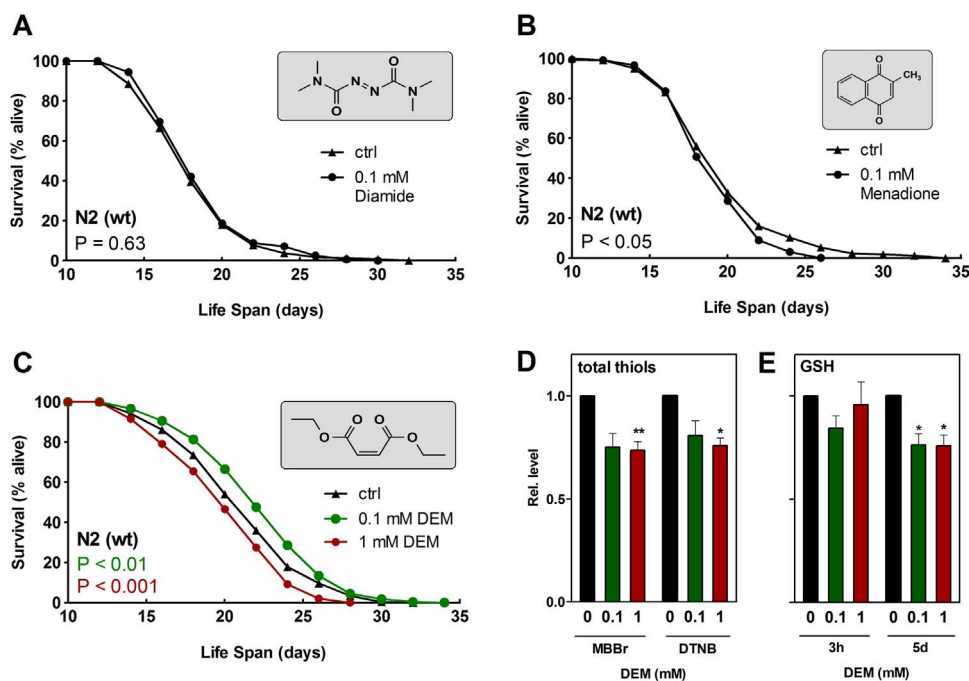 A
100
80
60
40
20
0
Survival (% alive)
10 15 20 25 30 35
Life Span (days)
N2 (wt)
P = 0.63
N
O
N
N
O
N
ctrl
0.1 mM
Diamide
B
100
80
60
40
20
0
Survival (% alive)
10 15 20 25 30 35
Life Span (days)
N2 (wt)
P < 0.05
O
CH3
O
ctrl
0.1 mM
Menadione
C
100
80
60
40
20
0
Survival (% alive)
10 15 20 25 30 35
Life Span (days)
N2 (wt)
P < 0.01
P < 0.001
O O
O O
ctrl
0.1 mM DEM
1 mM DEM
D
total thiols
1.0
0.5
0.0
Rel. level
** *
0 0.1 1 0 0.1 1
MBBr DTNB
DEM (mM)
E
GSH
* *
0 0.1 1 0 0.1 1
3h 5d
DEM (mM)